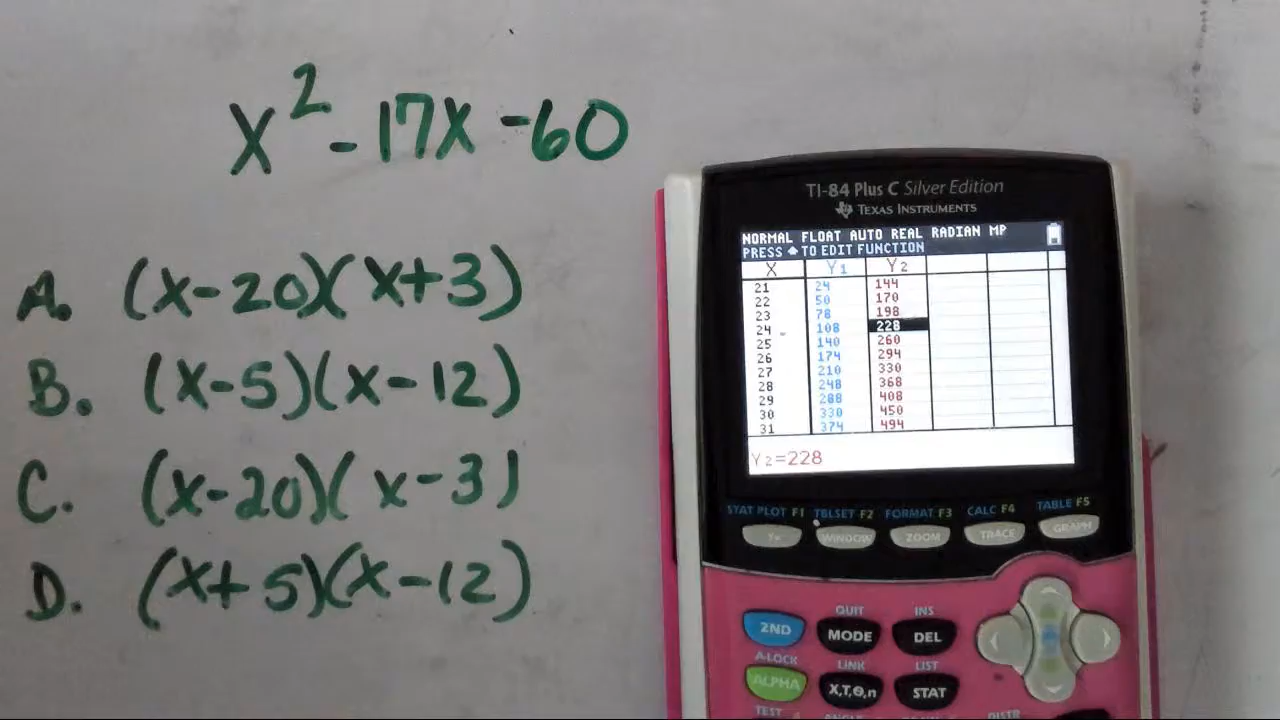 x² - 17x - 60
A. (x-20)(x+3)
B. (x-5)(x-12)
C. (x-20)(x-3)
D. (x+5)(x-12)
TI-84 Plus C Silver Edition
TEXAS INSTRUMENTS
NORMAL FLOAT AUTO REAL RADIAN MP
PRESS TO EDIT FUNCTION
X Y1 Y2
21 24 144
22 50 170
23 78 198
24 108 228
25 140 260
26 174 294
27 210 330
28 248 368
29 288 408
30 330 450
31 374 494
Y2=228
STAT PLOT F1 TBLSET F2 FORMAT F3 CALC F4 TABLE F5
Y= WINDOW ZOOM TRACE GRAPH
QUIT INS
2ND MODE DEL
A-LOCK LINK LIST
ALPHA X,T,Θ,n STAT
TEST A ANGLE DISTR